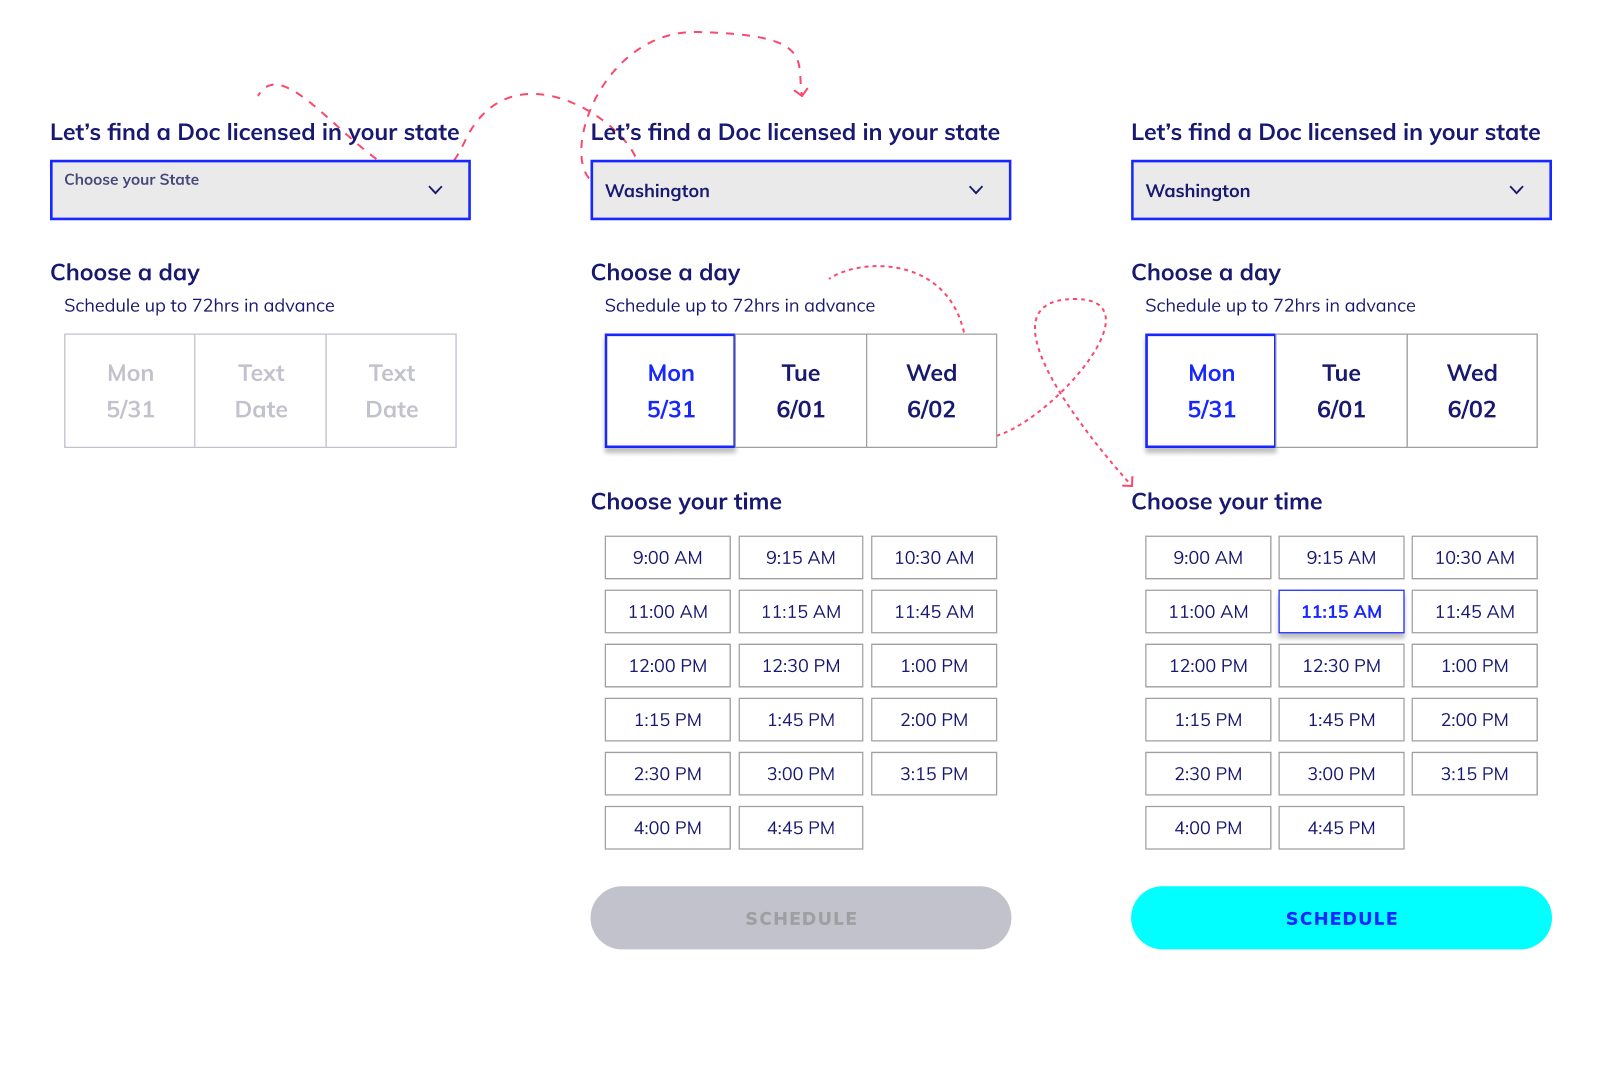 Let’s find a Doc licensed in your state
Choose your State
Choose a day
Schedule up to 72hrs in advance
Mon Text Text
5/31 Date Date
Let’s find a Doc licensed in your state
Washington
Choose a day
Schedule up to 72hrs in advance
Mon Tue Wed
5/31 6/01 6/02
Choose your time
9:00 AM 9:15 AM 10:30 AM
11:00 AM 11:15 AM 11:45 AM
12:00 PM 12:30 PM 1:00 PM
1:15 PM 1:45 PM 2:00 PM
2:30 PM 3:00 PM 3:15 PM
4:00 PM 4:45 PM
SCHEDULE
Let’s find a Doc licensed in your state
Washington
Choose a day
Schedule up to 72hrs in advance
Mon Tue Wed
5/31 6/01 6/02
Choose your time
9:00 AM 9:15 AM 10:30 AM
11:00 AM 11:15 AM 11:45 AM
12:00 PM 12:30 PM 1:00 PM
1:15 PM 1:45 PM 2:00 PM
2:30 PM 3:00 PM 3:15 PM
4:00 PM 4:45 PM
SCHEDULE